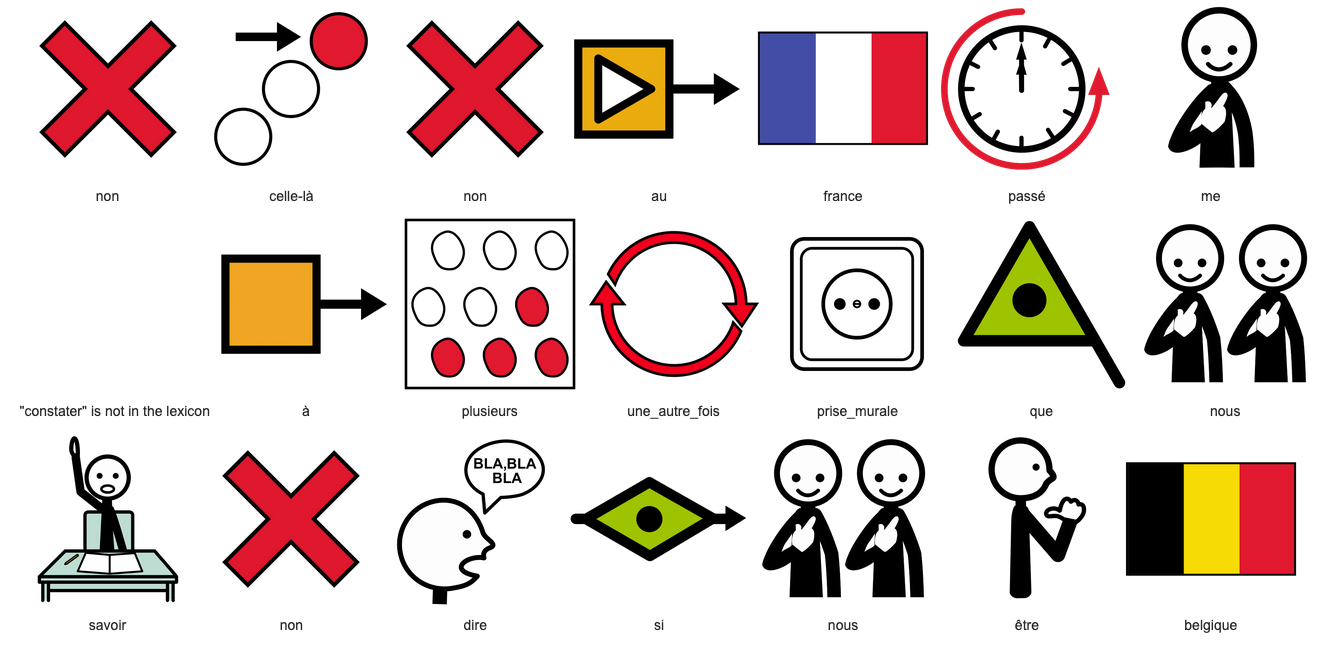 non celle-là non au france passé me
"constater" is not in the lexicon à plusieurs une_autre_fois prise_murale que nous
BLA,BLA
BLA
savoir non dire si nous être belgique